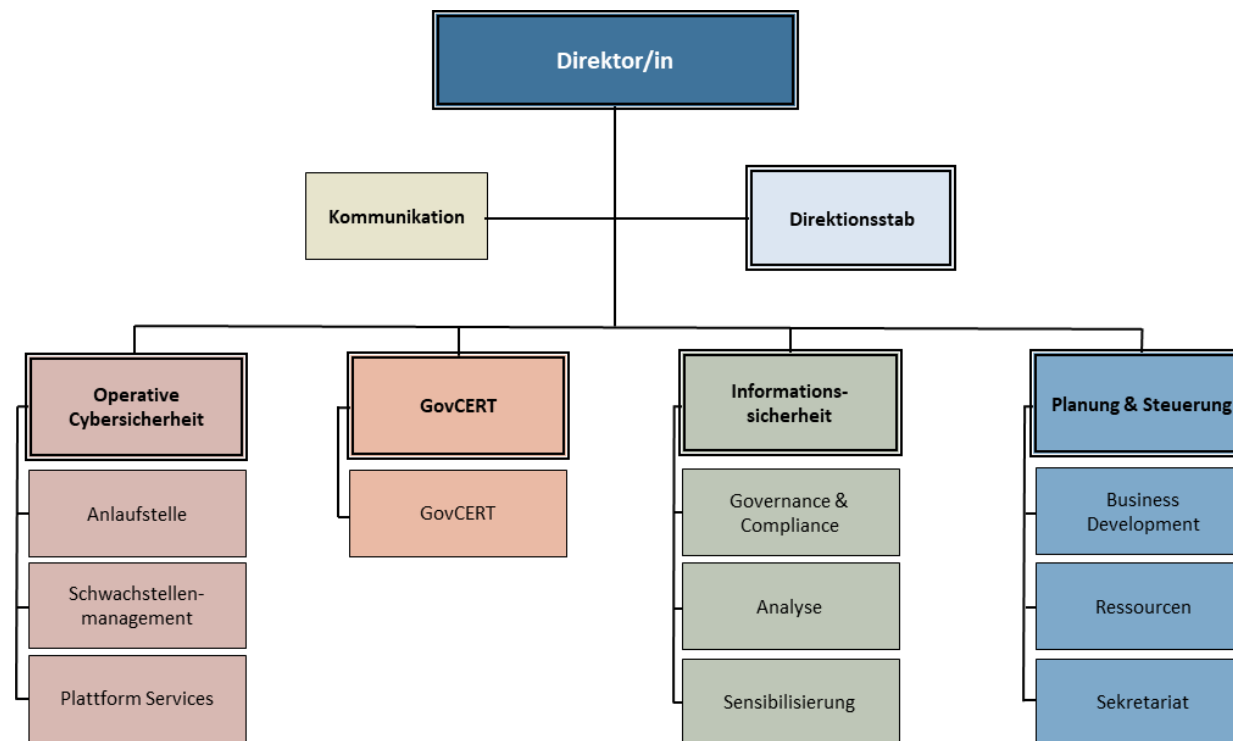 Direktor/in
Kommunikation
Direktionsstab
Operative
Cybersicherheit
Anlaufstelle
Schwachstellen-
management
Plattform Services
GovCERT
GovCERT
Informations-
sicherheit
Governance &
Compliance
Analyse
Sensibilisierung
Planung & Steuerung
Business
Development
Ressourcen
Sekretariat